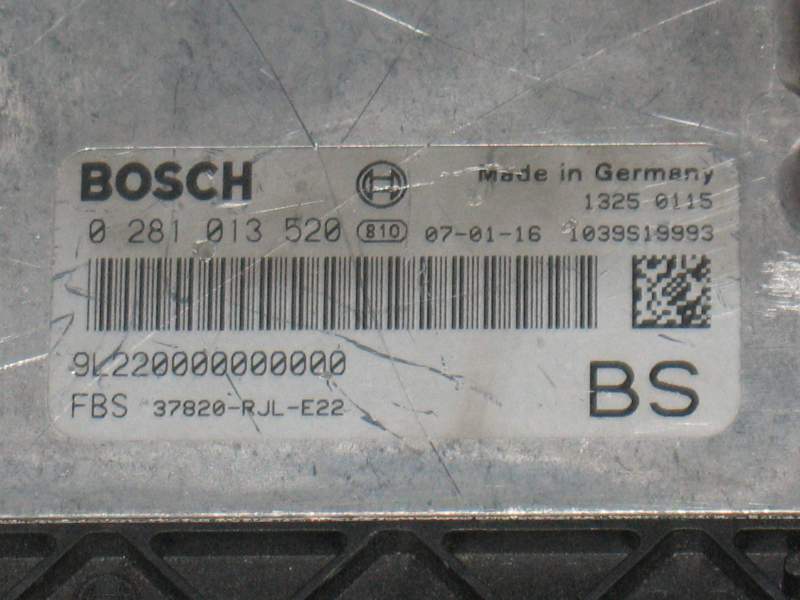 BOSCH
Made in Germany
1325 0115
0 281 013 520 810 07-01-16 1039S19993
9L220000000000
FBS 37820-RJL-E22
BS